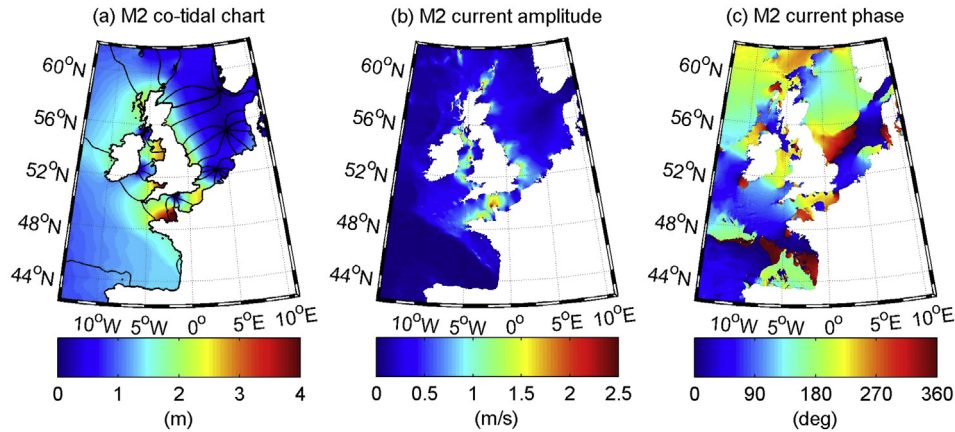 (a) M2 co-tidal chart
(b) M2 current amplitude
(c) M2 current phase
60°N
56°N
52°N
48°N
44°N
10°W 5°W 0° 5°E 10°E
0 1 2 3 4
(m)
60°N
56°N
52°N
48°N
44°N
10°W 5°W 0° 5°E 10°E
0 0.5 1 1.5 2 2.5
(m/s)
60°N
56°N
52°N
48°N
44°N
10°W 5°W 0° 5°E 10°E
0 90 180 270 360
(deg)